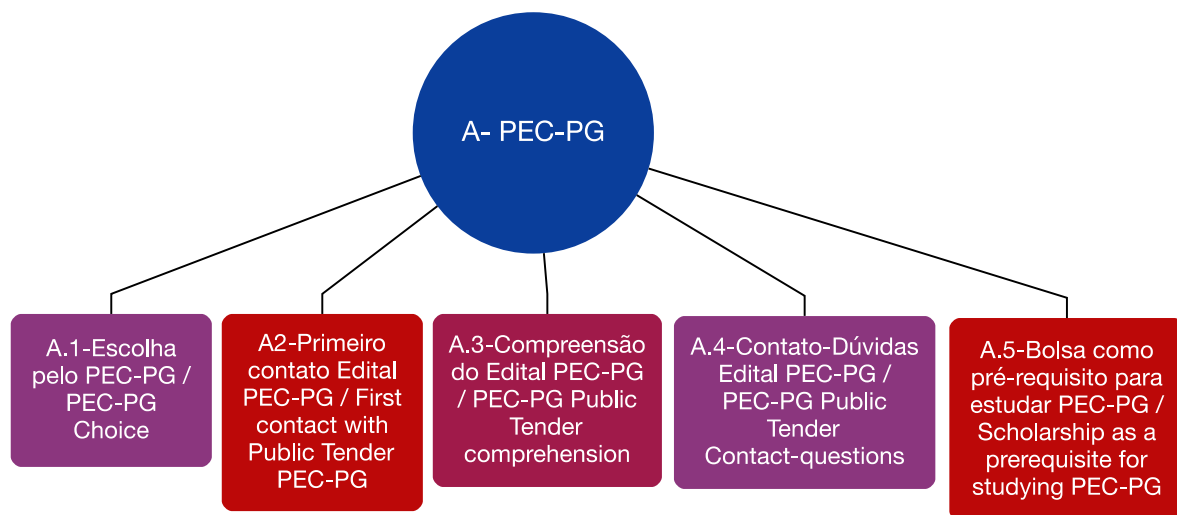 A- PEC-PG
A.1-Escolha
pelo PEC-PG /
PEC-PG
Choice
A2-Primeiro
contato Edital
PEC-PG / First
contact with
Public Tender
PEC-PG
A.3-Compreensão
do Edital PEC-PG
/ PEC-PG Public
Tender
comprehension
A.4-Contato-Dúvidas
Edital PEC-PG /
PEC-PG Public
Tender
Contact-questions
A.5-Bolsa como
pré-requisito para
estudar PEC-PG /
Scholarship as a
prerequisite for
studying PEC-PG